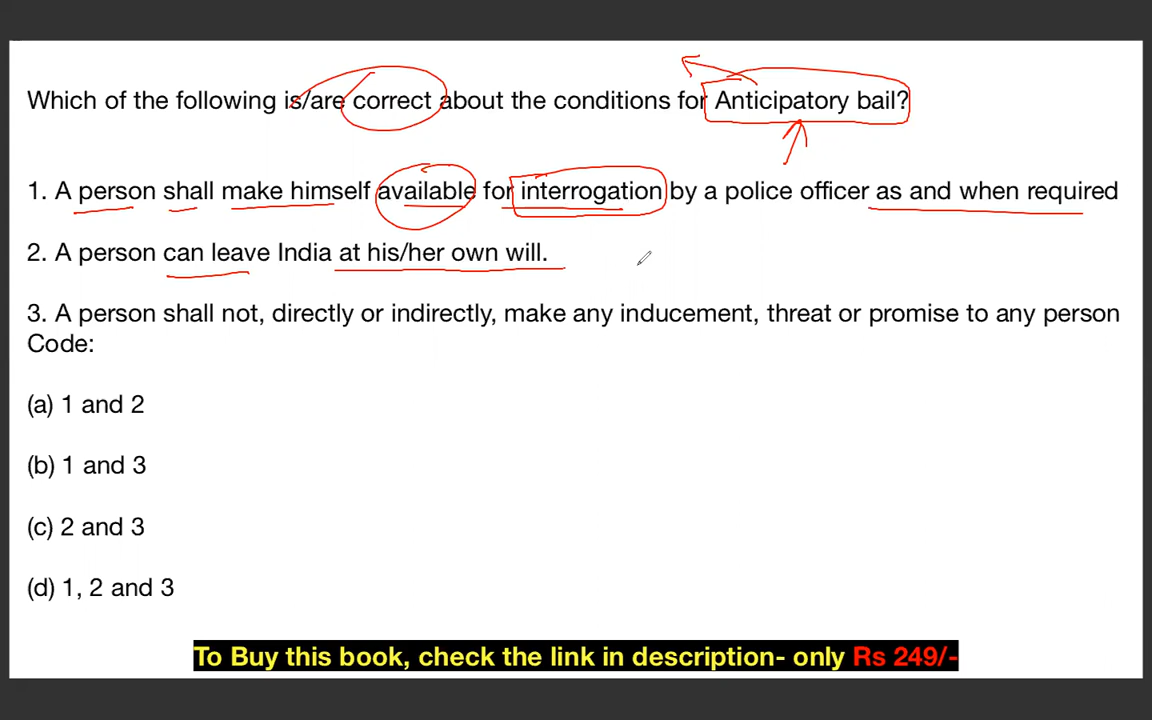 Which of the following is/are correct about the conditions for Anticipatory bail?
1. A person shall make himself available for interrogation by a police officer as and when required
2. A person can leave India at his/her own will.
3. A person shall not, directly or indirectly, make any inducement, threat or promise to any person
Code:
(a) 1 and 2
(b) 1 and 3
(c) 2 and 3
(d) 1, 2 and 3
To Buy this book, check the link in description- only Rs 249/-